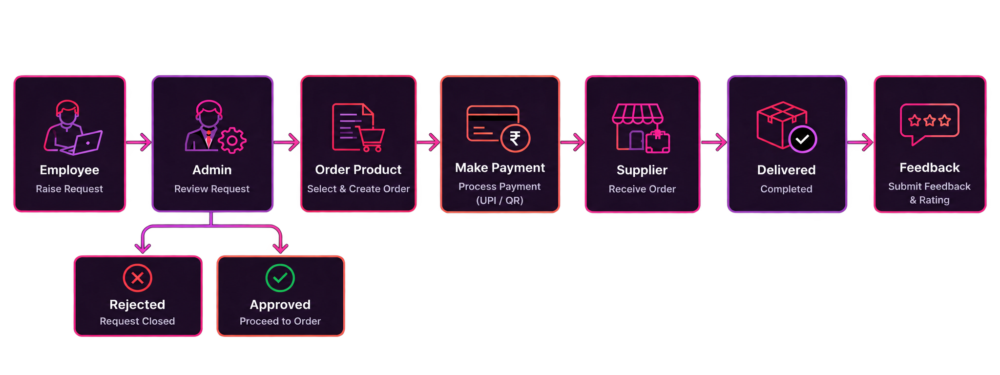 Employee
Raise Request
Admin
Review Request
Order Product
Select & Create Order
₹
Make Payment
Process Payment
(UPI / QR)
Supplier
Receive Order
Delivered
Completed
Feedback
Submit Feedback
& Rating
Rejected
Request Closed
Approved
Proceed to Order